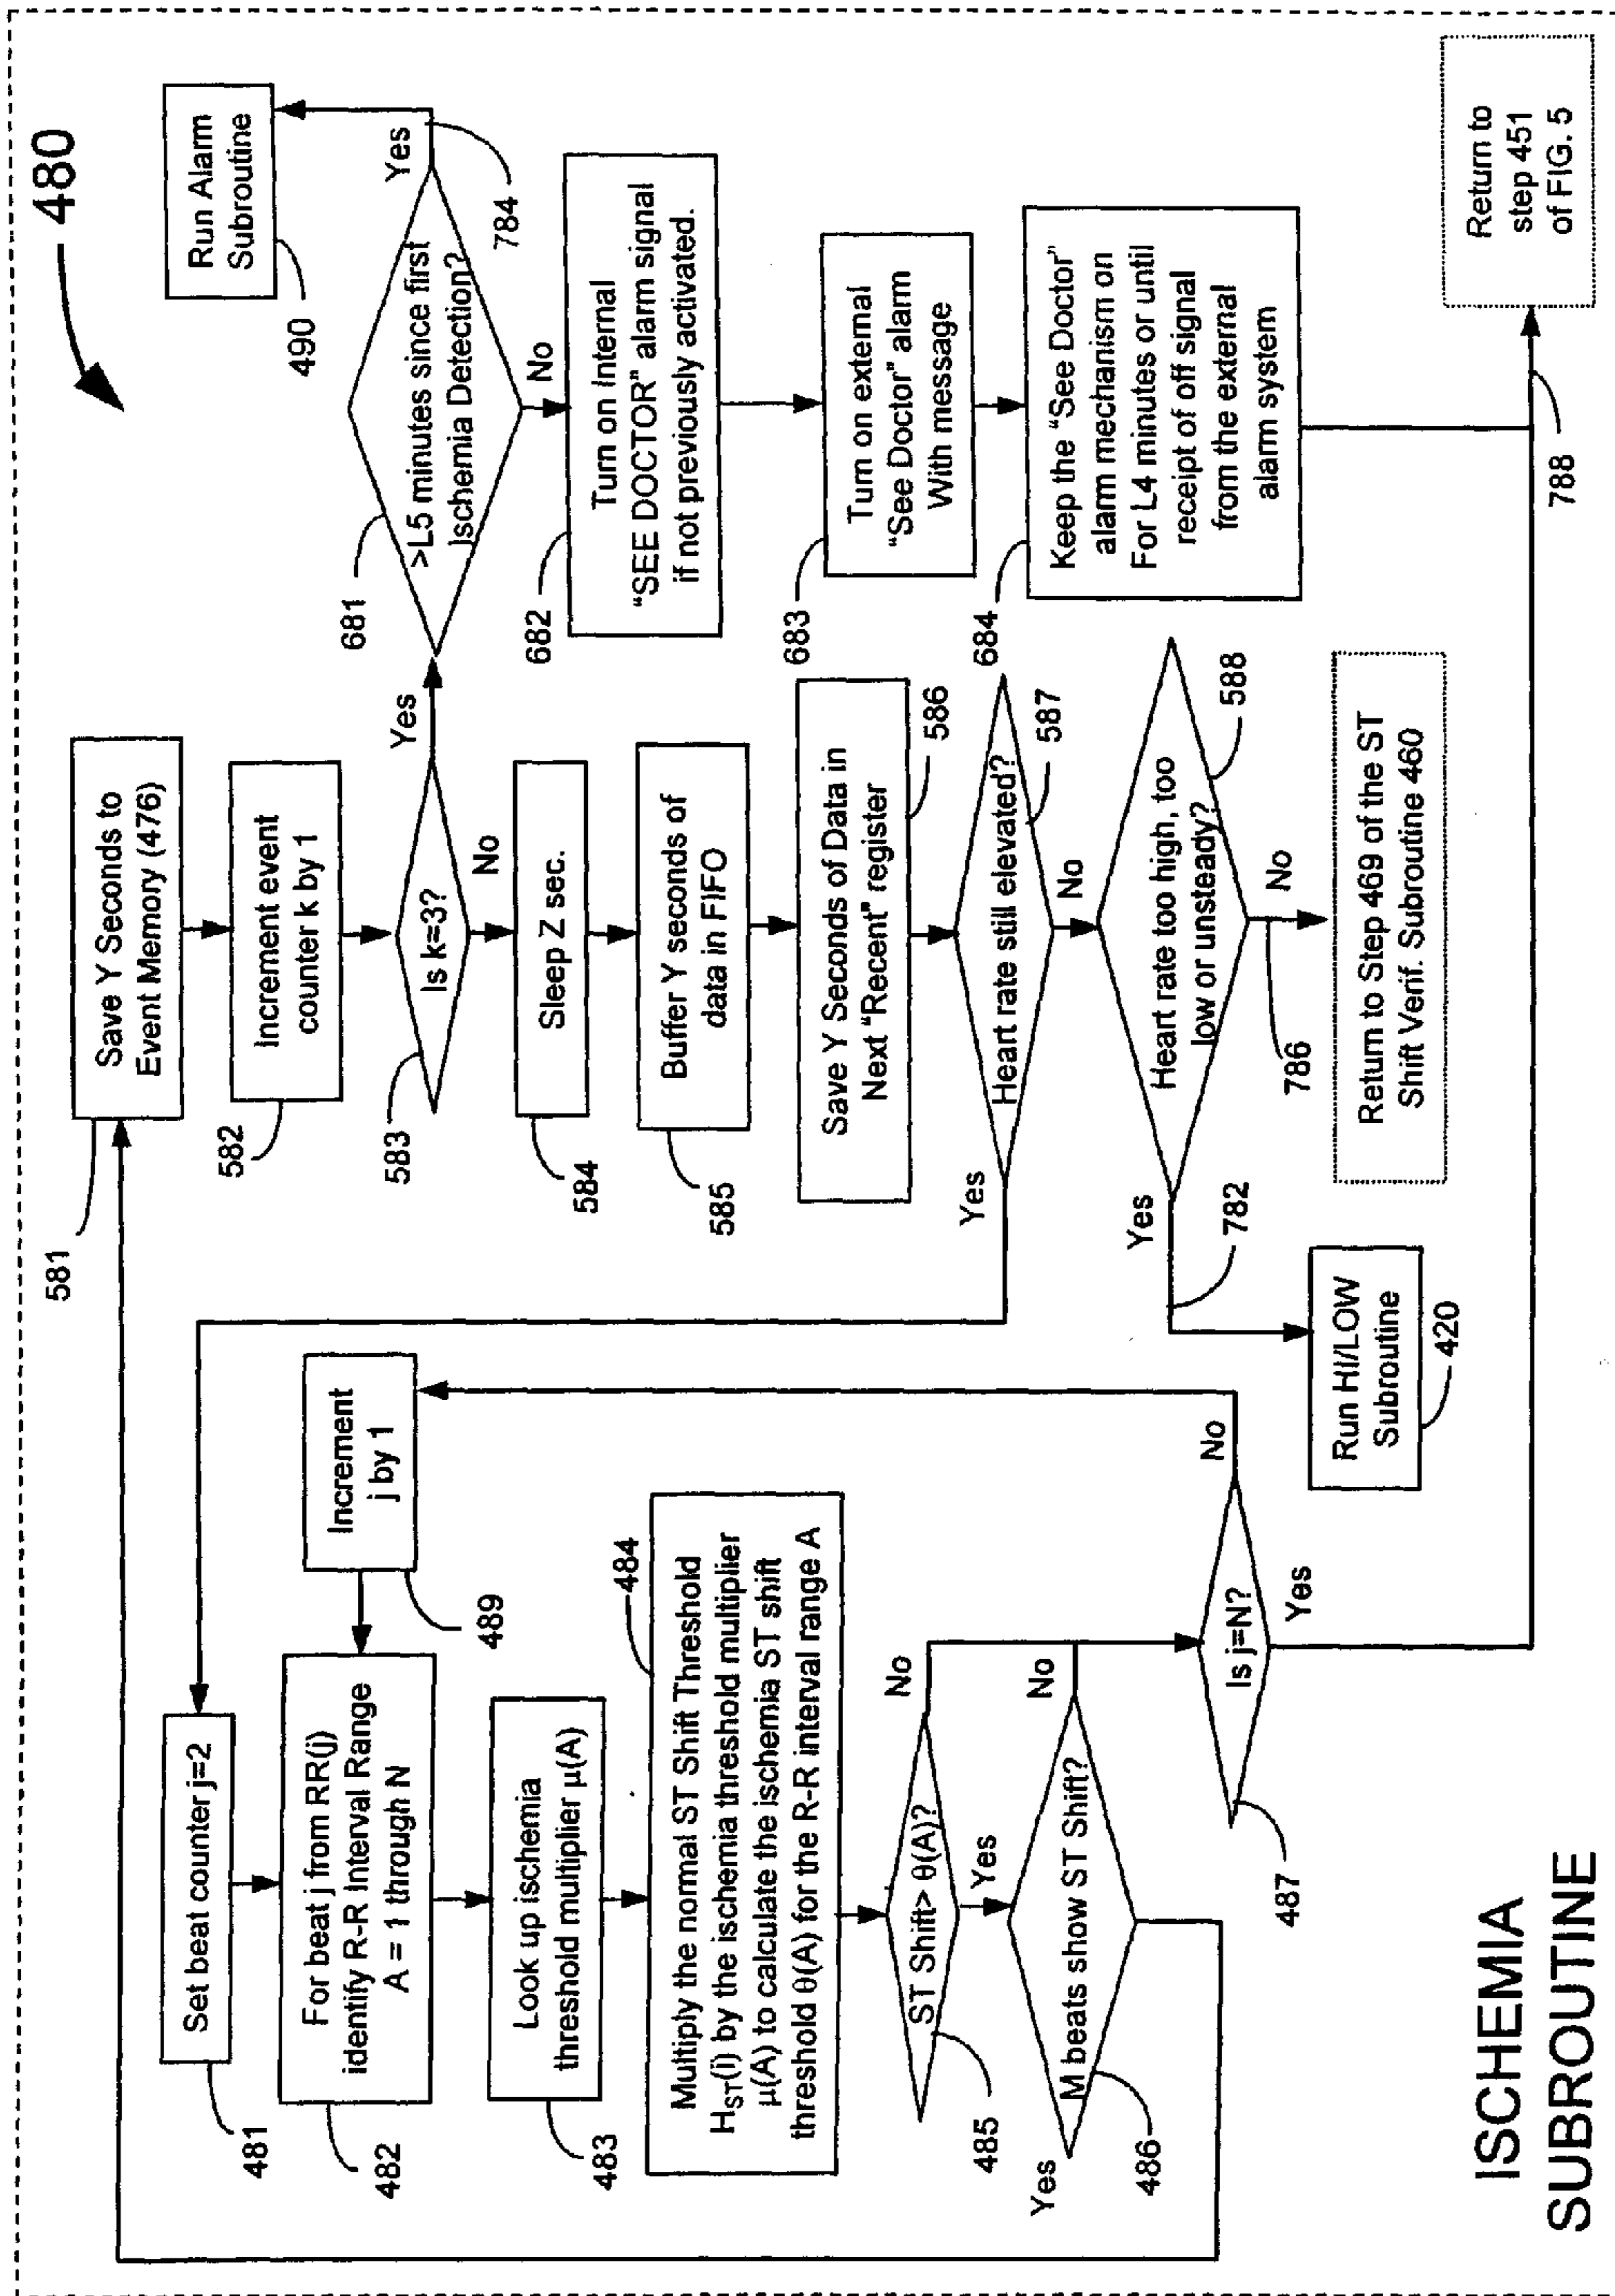 480
Set beat counter j=2
481
For beat j from RR(j)
identify R-R Interval Range
A = 1 through N
482
Increment
j by 1
489
Look up ischemia
threshold multiplier μ(A)
483
Multiply the normal ST Shift Threshold
HST(i) by the ischemia threshold multiplier
μ(A) to calculate the ischemia ST shift
threshold θ(A) for the R-R interval range A
484
ST Shift> θ(A)?
485
No
Yes
M beats show ST Shift?
486
Yes
No
Is j=N?
487
No
Yes
Save Y Seconds to
Event Memory (476)
581
Increment event
counter k by 1
582
Is k=3?
583
Yes
No
Sleep Z sec.
584
Buffer Y seconds of
data in FIFO
585
Save Y Seconds of Data in
Next "Recent" register
586
Heart rate still elevated?
587
Yes
No
Heart rate too high, too
low or unsteady?
588
Yes
782
No
786
Run HI/LOW
Subroutine
420
Return to Step 469 of the ST
Shift Verif. Subroutine 460
Run Alarm
Subroutine
490
>L5 minutes since first
Ischemia Detection?
681
Yes
784
No
Turn on Internal
"SEE DOCTOR" alarm signal
if not previously activated.
682
Turn on external
"See Doctor" alarm
With message
683
Keep the "See Doctor"
alarm mechanism on
For L4 minutes or until
receipt of off signal
from the external
alarm system
684
788
Return to
step 451
of FIG. 5
ISCHEMIA
SUBROUTINE